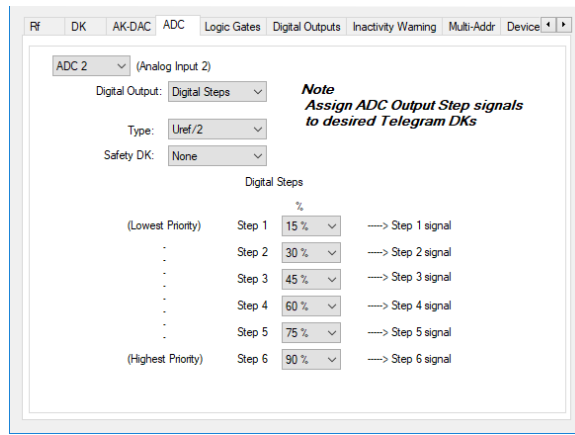 Rf DK AK-DAC ADC Logic Gates Digital Outputs Inactivity Warning Multi-Addr Device
ADC 2 (Analog Input 2)
Digital Output: Digital Steps
Note
Assign ADC Output Step signals
to desired Telegram DKs
Type: Uref/2
Safety DK: None
Digital Steps
%
(Lowest Priority) Step 1 15 % ----> Step 1 signal
- Step 2 30 % ----> Step 2 signal
- Step 3 45 % ----> Step 3 signal
- Step 4 60 % ----> Step 4 signal
- Step 5 75 % ----> Step 5 signal
(Highest Priority) Step 6 90 % ----> Step 6 signal